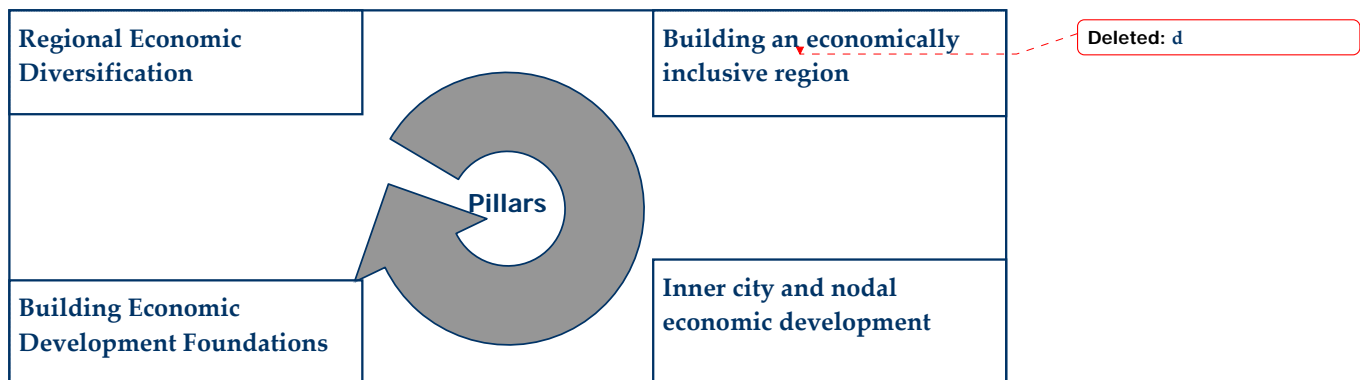 Regional Economic
Diversification
Building an economically
inclusive region
Deleted: d
Pillars
Building Economic
Development Foundations
Inner city and nodal
economic development